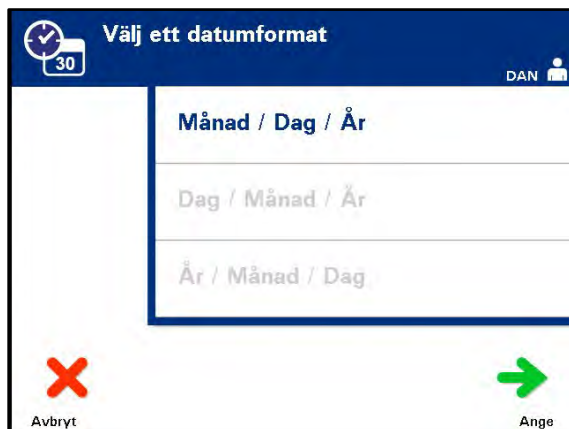 Välj ett datumformat
30
DAN
Månad / Dag / År
Dag / Månad / År
År / Månad / Dag
Avbryt
Ange